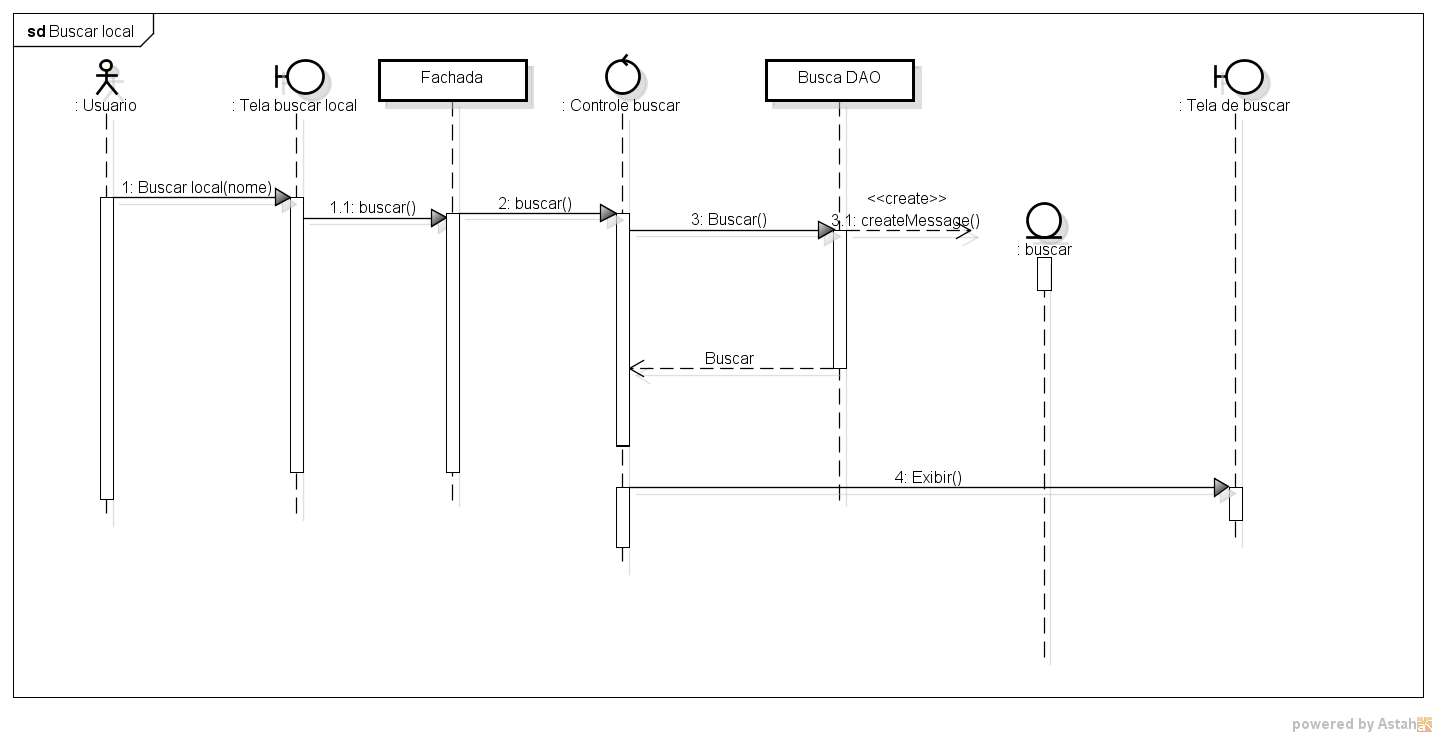 sd Buscar local
: Usuario
: Tela buscar local
Fachada
: Controle buscar
Busca DAO
: Tela de buscar
1: Buscar local(nome)
1.1: buscar()
2: buscar()
3: Buscar()
<<create>>
3.1: createMessage()
: buscar
Buscar
4: Exibir()
powered by Astah